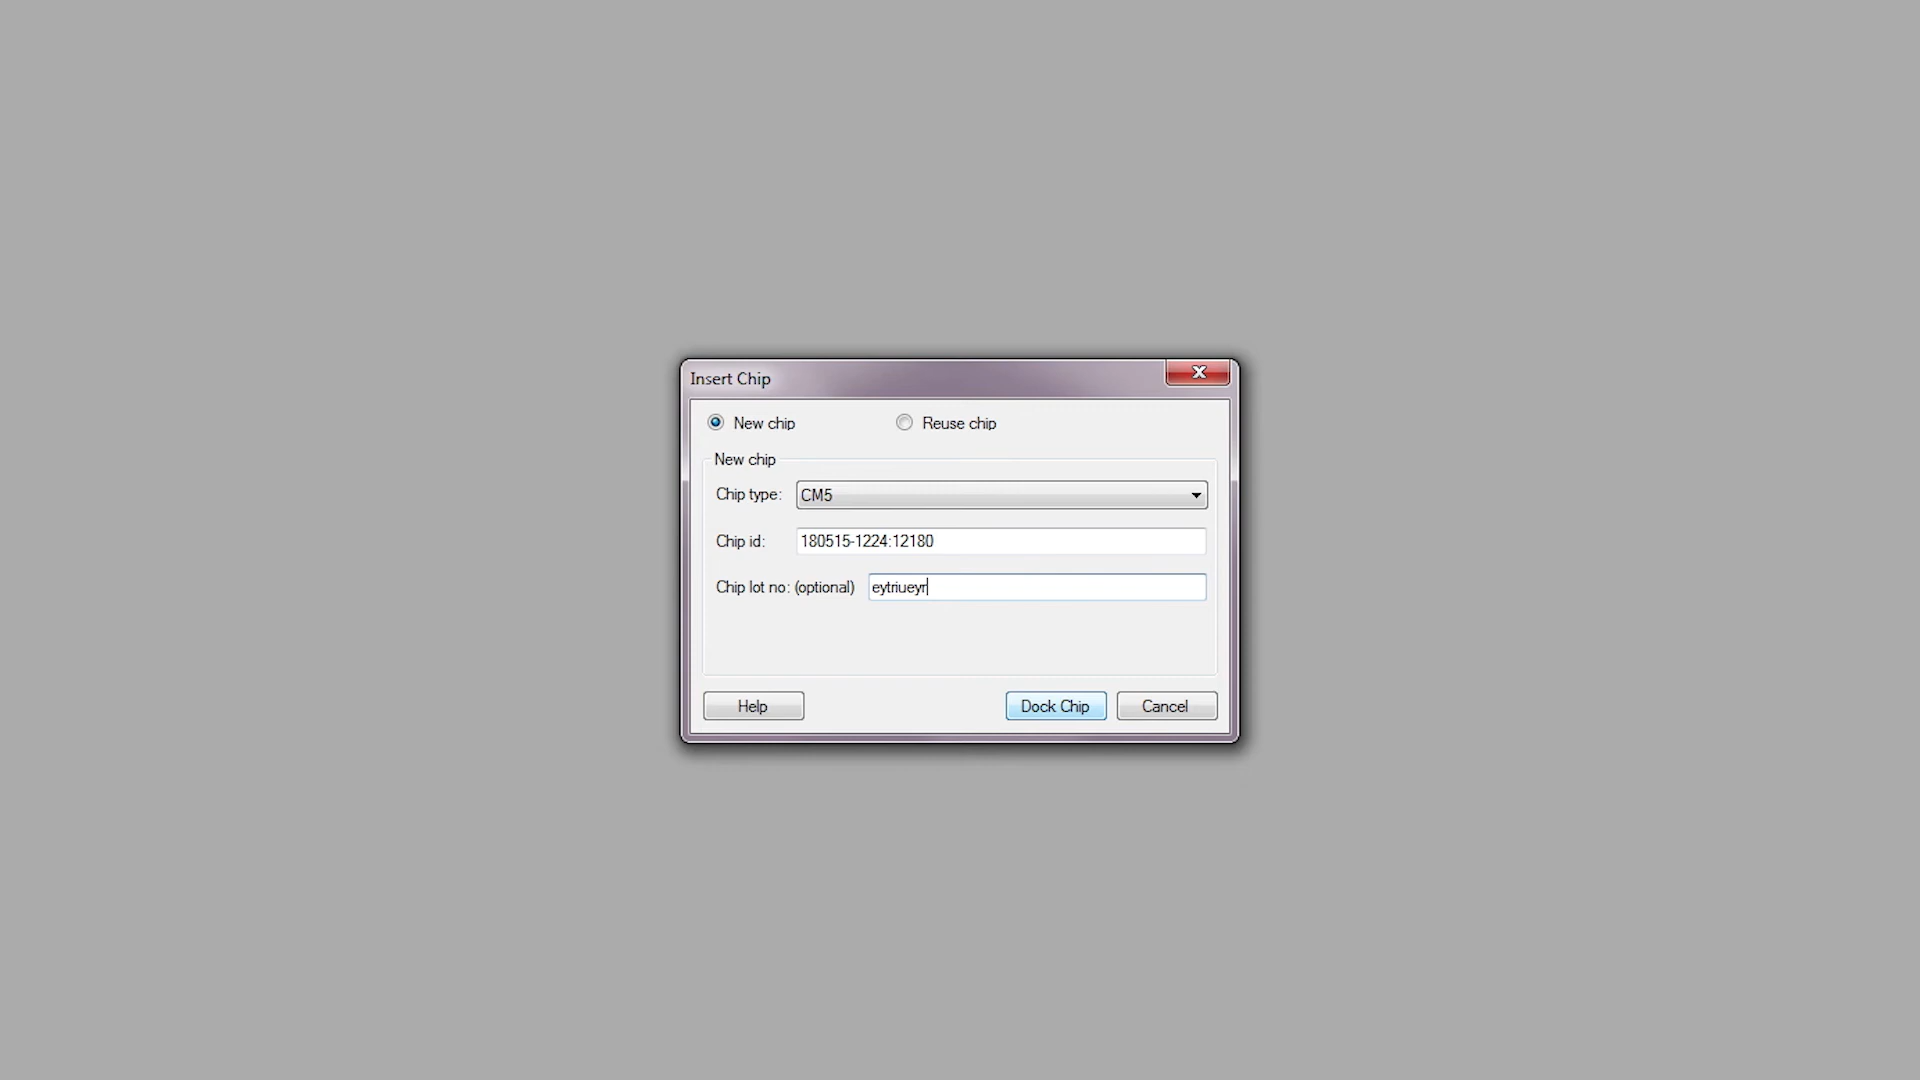 Insert Chip
New chip
Reuse chip
New chip
Chip type:
CM5
Chip id:
180515-1224:12180
Chip lot no: (optional)
eytriueyr
Help
Dock Chip
Cancel